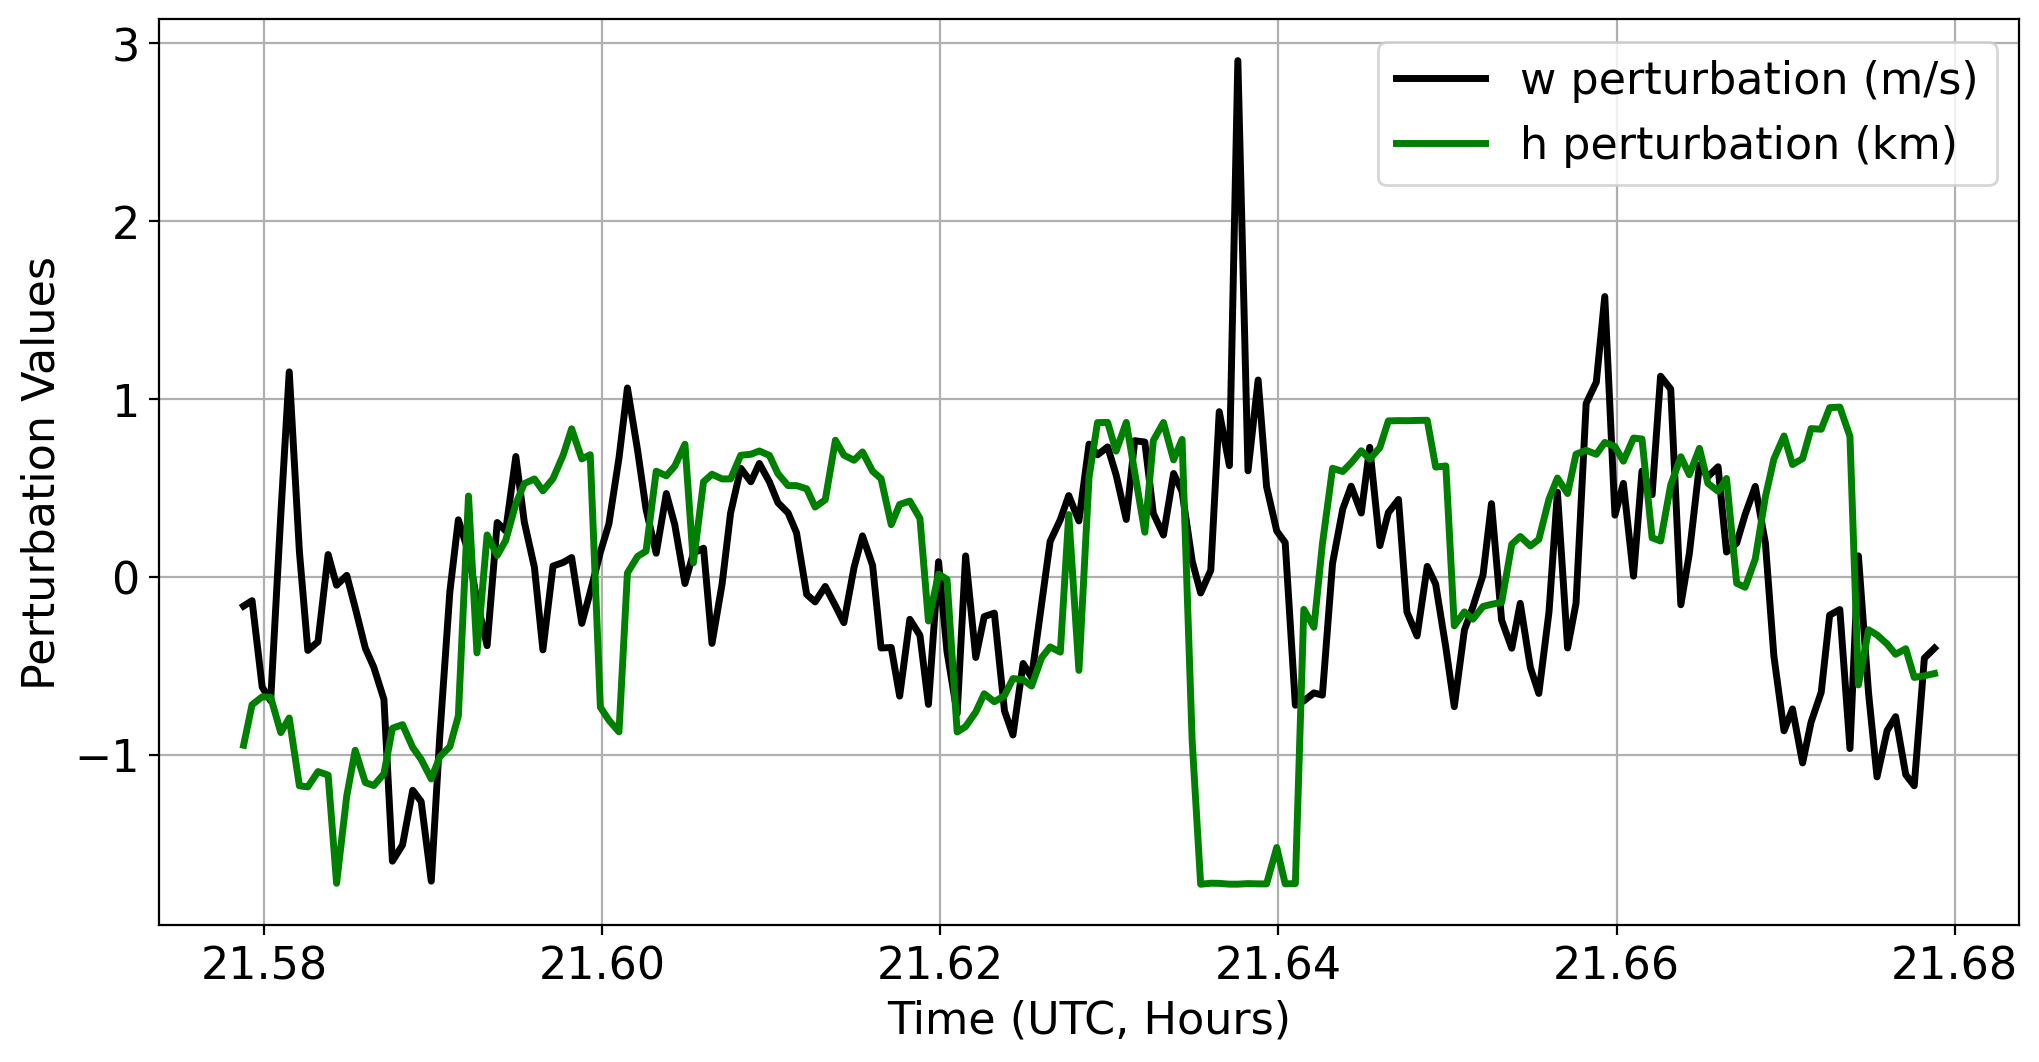 3
2
1
0
−1
Perturbation Values
w perturbation (m/s)
h perturbation (km)
21.58 21.60 21.62 21.64 21.66 21.68
Time (UTC, Hours)